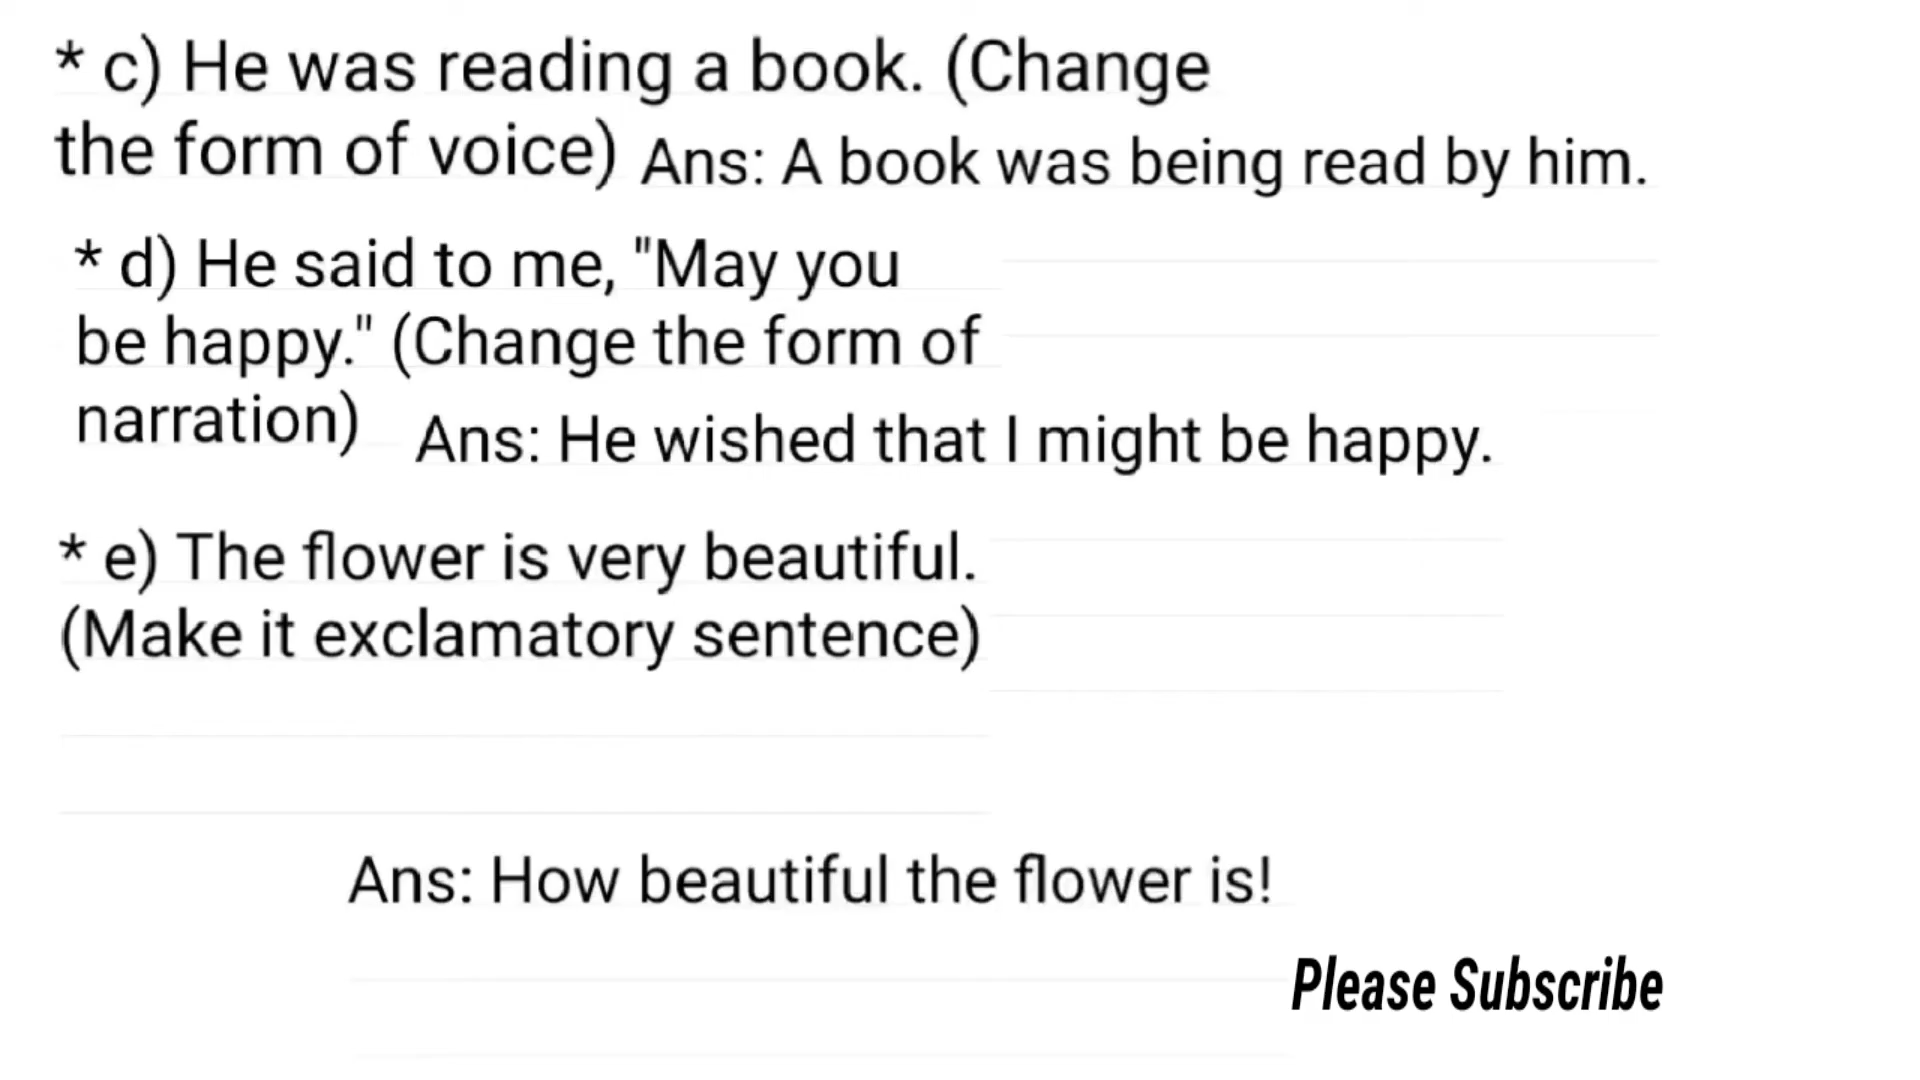 * c) He was reading a book. (Change
the form of voice) Ans: A book was being read by him.
* d) He said to me, "May you
be happy." (Change the form of
narration) Ans: He wished that I might be happy.
* e) The flower is very beautiful.
(Make it exclamatory sentence)
Ans: How beautiful the flower is!
Please Subscribe